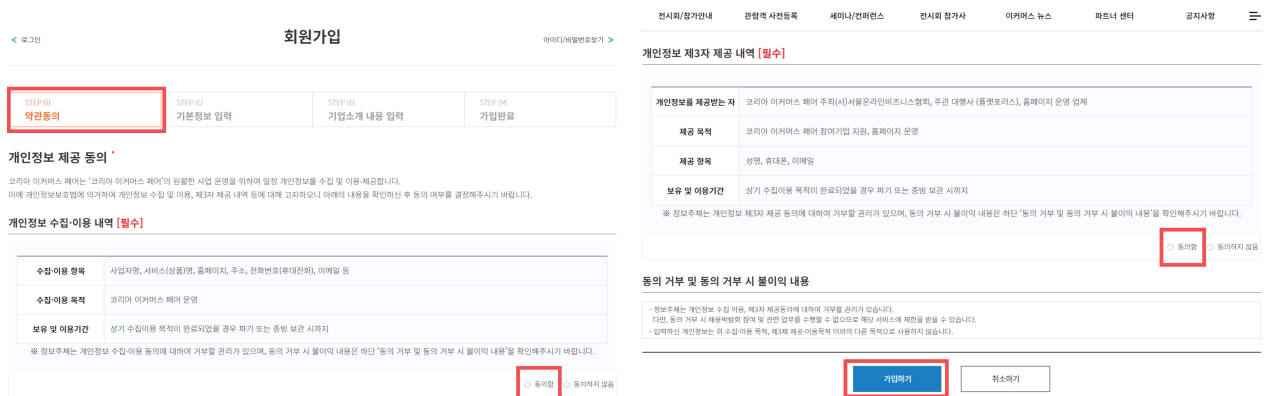 < 로그인
회원가입
아이디/비밀번호찾기 >
STEP 01
약관동의
STEP 02
기본정보 입력
STEP 03
기업소개 내용 입력
STEP 04
가입완료
개인정보 제공 동의 *
코리아 이커머스 페어는 '코리아 이커머스 페어'의 원활한 사업 운영을 위하여 일정 개인정보를 수집 및 이용·제공합니다.
이에 개인정보보호법에 의거하여 개인정보 수집 및 이용, 제3자 제공 내역 등에 대해 고지하오니 아래의 내용을 확인하신 후 동의 여부를 결정해주시기 바랍니다.
개인정보 수집·이용 내역 [필수]
수집·이용 항목 사업자명, 서비스(상품)명, 홈페이지, 주소, 전화번호(휴대전화), 이메일 등
수집·이용 목적 코리아 이커머스 페어 운영
보유 및 이용기간 상기 수집이용 목적이 완료되었을 경우 파기 또는 증빙 보관 시까지
※ 정보주체는 개인정보 수집·이용 동의에 대하여 거부할 권리가 있으며, 동의 거부 시 불이익 내용은 하단 '동의 거부 및 동의 거부 시 불이익 내용'을 확인해주시기 바랍니다.
동의함 동의하지 않음
전시회/참가안내 관람객 사전등록 세미나/컨퍼런스 전시회 참가사 이커머스 뉴스 파트너 센터 공지사항
개인정보 제3자 제공 내역 [필수]
개인정보를 제공받는 자 코리아 이커머스 페어 주최(사)서울온라인비즈니스협회, 주관 대행사 (플랫포러스), 홈페이지 운영 업체
제공 목적 코리아 이커머스 페어 참여기업 지원, 홈페이지 운영
제공 항목 성명, 휴대폰, 이메일
보유 및 이용기간 상기 수집이용 목적이 완료되었을 경우 파기 또는 증빙 보관 시까지
※ 정보주체는 개인정보 제3자 제공 동의에 대하여 거부할 권리가 있으며, 동의 거부 시 불이익 내용은 하단 '동의 거부 및 동의 거부 시 불이익 내용'을 확인해주시기 바랍니다.
동의함 동의하지 않음
동의 거부 및 동의 거부 시 불이익 내용
- 정보주체는 개인정보 수집 이용, 제3자 제공동의에 대하여 거부할 권리가 있습니다.
다만, 동의 거부 시 채용박람회 참여 및 관련 업무를 수행할 수 없으므로 해당 서비스에 제한을 받을 수 있습니다.
- 입력하신 개인정보는 위 수집·이용 목적, 제3제 제공·이용목적 이외의 다른 목적으로 사용하지 않습니다.
가입하기 취소하기